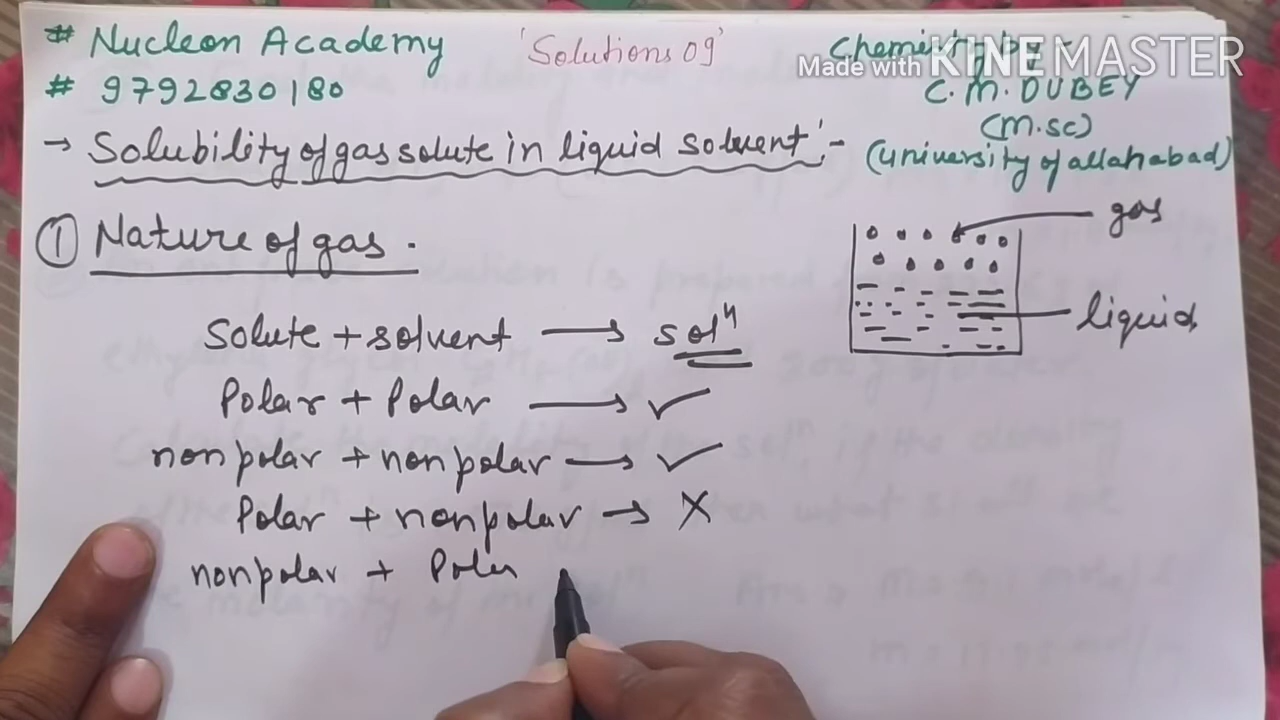 # Nucleon Academy
'Solutions 09'
Chemistry by -
Made with KINEMASTER
# 9792830180
C. M. DUBEY
(M.sc)
(University of allahabad)
→ Solubility of gas solute in liquid solvent :-
① Nature of gas .
gas
liquid
Solute + solvent → solⁿ
Polar + Polar → ✓
nonpolar + nonpolar → ✓
Polar + nonpolar → ✗
nonpolar + Polar